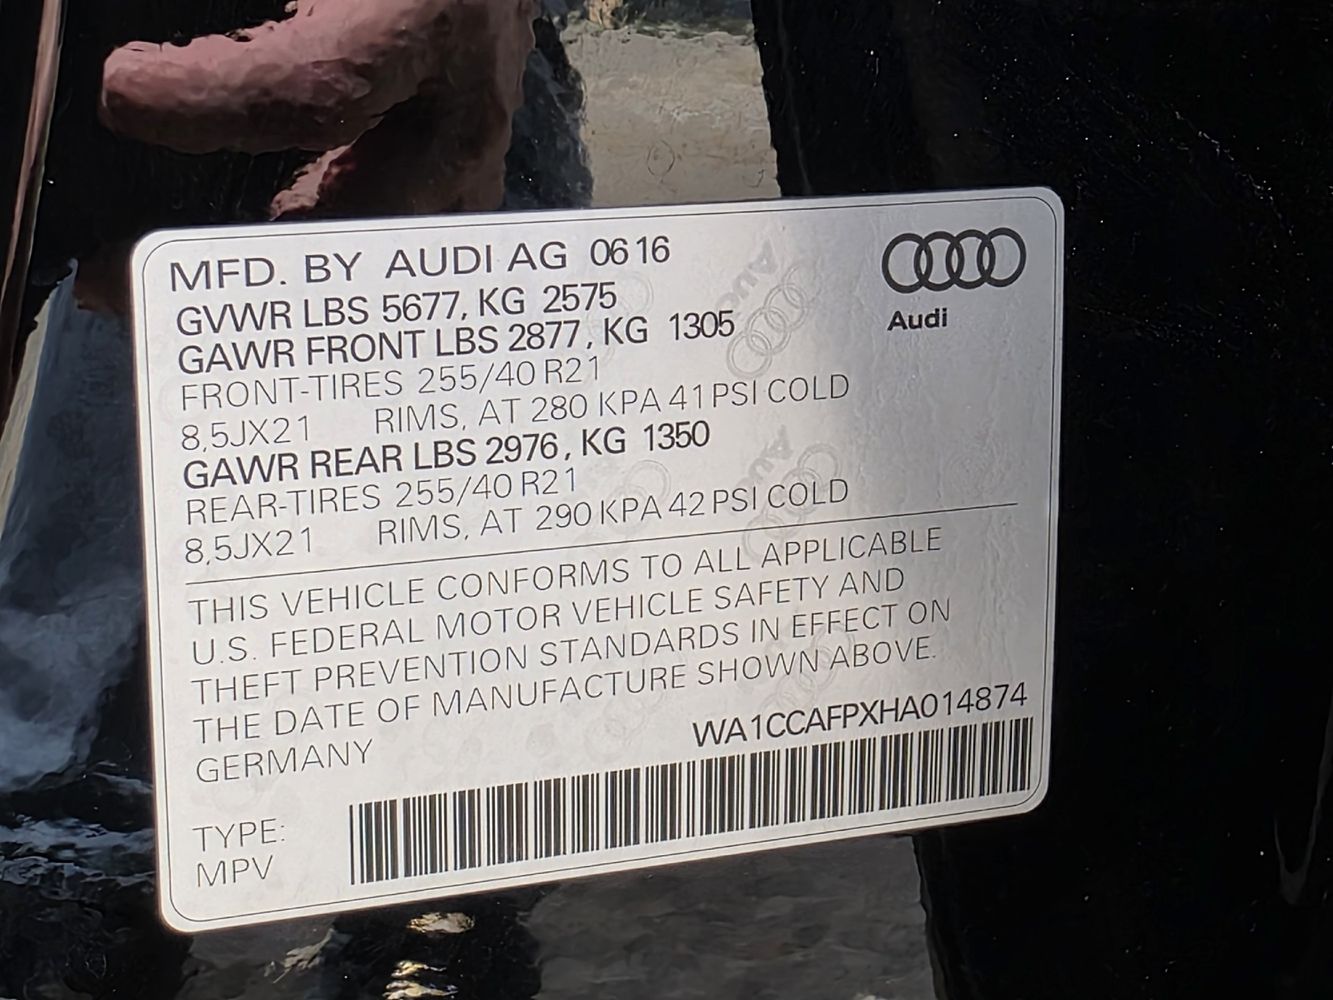 MFD. BY AUDI AG 06 16
GVWR LBS 5677, KG 2575
GAWR FRONT LBS 2877, KG 1305
FRONT-TIRES 255/40 R21
8,5JX21 RIMS, AT 280 KPA 41 PSI COLD
GAWR REAR LBS 2976, KG 1350
REAR-TIRES 255/40 R21
8,5JX21 RIMS, AT 290 KPA 42 PSI COLD
Audi
THIS VEHICLE CONFORMS TO ALL APPLICABLE
U.S. FEDERAL MOTOR VEHICLE SAFETY AND
THEFT PREVENTION STANDARDS IN EFFECT ON
THE DATE OF MANUFACTURE SHOWN ABOVE.
GERMANY
WA1CCAFPXHA014874
TYPE:
MPV